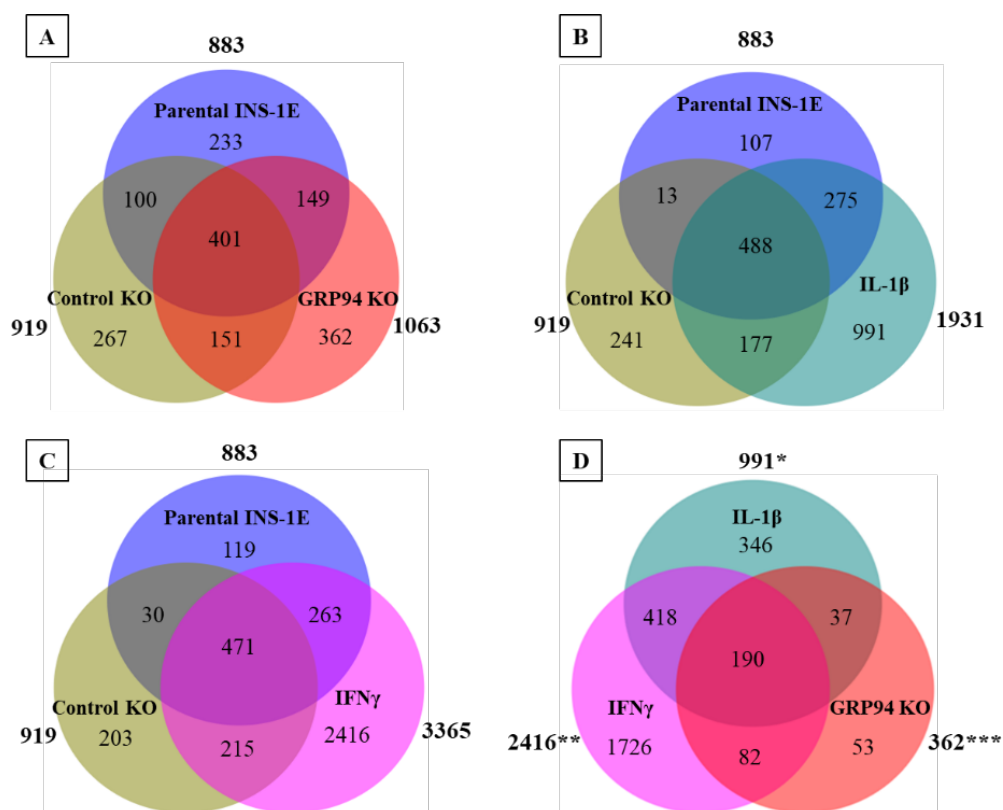 A
883
Parental INS-1E
233
100
149
401
Control KO
GRP94 KO
919
267
151
362
1063
B
883
Parental INS-1E
107
13
275
488
Control KO
IL-1β
919
241
177
991
1931
C
883
Parental INS-1E
119
30
263
471
Control KO
IFNγ
919
203
215
2416
3365
D
991*
IL-1β
346
418
37
190
IFNγ
GRP94 KO
2416**
1726
82
53
362***